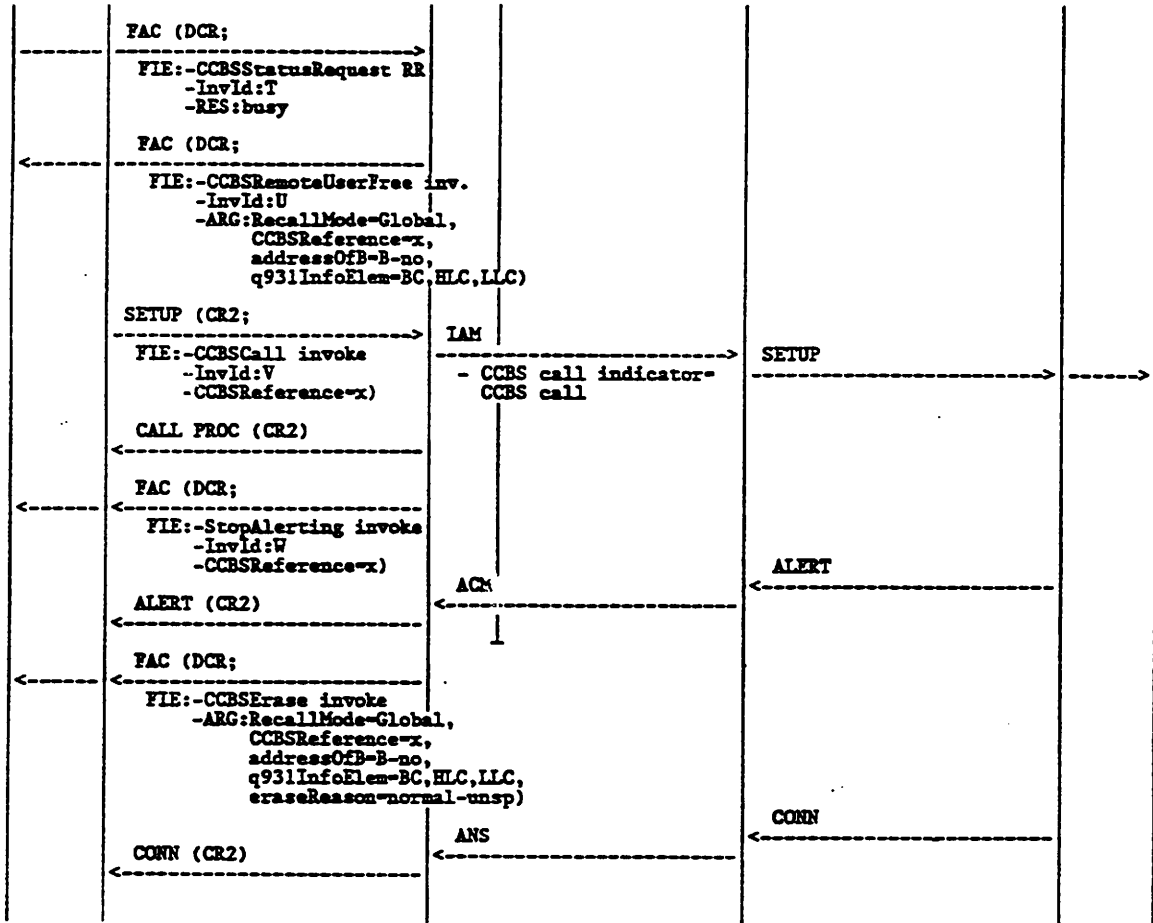 FAC (DCR;
FIE:-CCBSStatusRequest RR
-InvId:T
-RES:busy
FAC (DCR;
FIE:-CCBSRemoteUserFree inv.
-InvId:U
-ARG:RecallMode=Global,
CCBSReference=x,
addressOfB=B-no,
q931InfoElem=BC,HLC,LLC)
SETUP (CR2;
IAM
SETUP
FIE:-CCBSCall invoke
-InvId:V
-CCBSReference=x)
- CCBS call indicator=
CCBS call
CALL PROC (CR2)
FAC (DCR;
FIE:-StopAlerting invoke
-InvId:W
-CCBSReference=x)
ALERT
ACM
ALERT (CR2)
FAC (DCR;
FIE:-CCBSErase invoke
-ARG:RecallMode=Global,
CCBSReference=x,
addressOfB=B-no,
q931InfoElem=BC,HLC,LLC,
eraseReason=normal-unsp)
CONN
ANS
CONN (CR2)